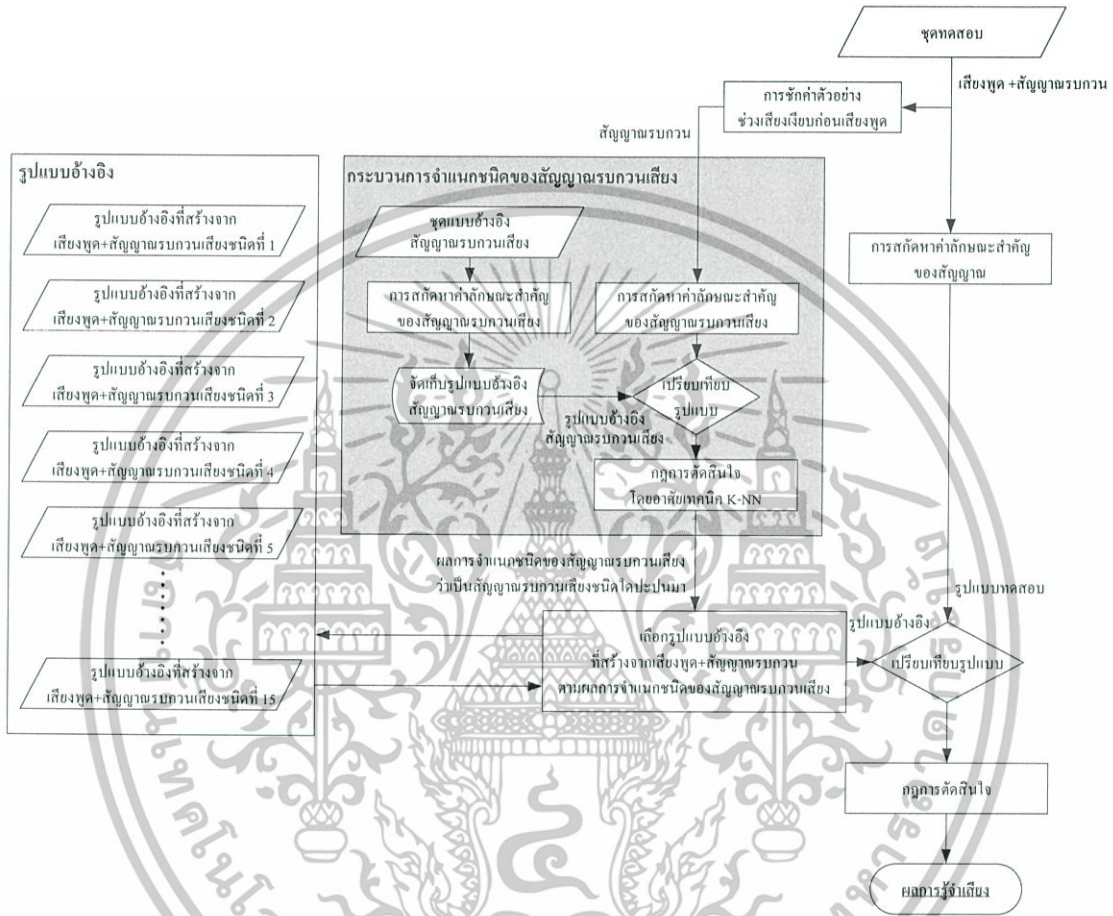 ชุดทดสอบ
เสียงพูด +สัญญาณรบกวน
การชักค่าตัวอย่าง
ช่วงเสียงเงียบก่อนเสียงพูด
สัญญาณรบกวน
รูปแบบอ้างอิง
รูปแบบอ้างอิงที่สร้างจาก
เสียงพูด+สัญญาณรบกวนเสียงชนิดที่ 1
รูปแบบอ้างอิงที่สร้างจาก
เสียงพูด+สัญญาณรบกวนเสียงชนิดที่ 2
รูปแบบอ้างอิงที่สร้างจาก
เสียงพูด+สัญญาณรบกวนเสียงชนิดที่ 3
รูปแบบอ้างอิงที่สร้างจาก
เสียงพูด+สัญญาณรบกวนเสียงชนิดที่ 4
รูปแบบอ้างอิงที่สร้างจาก
เสียงพูด+สัญญาณรบกวนเสียงชนิดที่ 5
รูปแบบอ้างอิงที่สร้างจาก
เสียงพูด+สัญญาณรบกวนเสียงชนิดที่ 15
กระบวนการจำแนกชนิดของสัญญาณรบกวนเสียง
ชุดแบบอ้างอิง
สัญญาณรบกวนเสียง
การสกัดหาค่าลักษณะสำคัญ
ของสัญญาณรบกวนเสียง
การสกัดหาค่าลักษณะสำคัญ
ของสัญญาณรบกวนเสียง
จัดเก็บรูปแบบอ้างอิง
สัญญาณรบกวนเสียง
เปรียบเทียบ
รูปแบบ
รูปแบบอ้างอิง
สัญญาณรบกวนเสียง
กฎการตัดสินใจ
โดยอาศัยเทคนิค K-NN
การสกัดหาค่าลักษณะสำคัญ
ของสัญญาณ
ผลการจำแนกชนิดของสัญญาณรบกวนเสียง
ว่าเป็นสัญญาณรบกวนเสียงชนิดใดปะปนมา
เลือกรูปแบบอ้างอิง
ที่สร้างจากเสียงพูด+สัญญาณรบกวน
ตามผลการจำแนกชนิดของสัญญาณรบกวนเสียง
รูปแบบทดสอบ
รูปแบบอ้างอิง
เปรียบเทียบรูปแบบ
กฎการตัดสินใจ
ผลการรู้จำเสียง